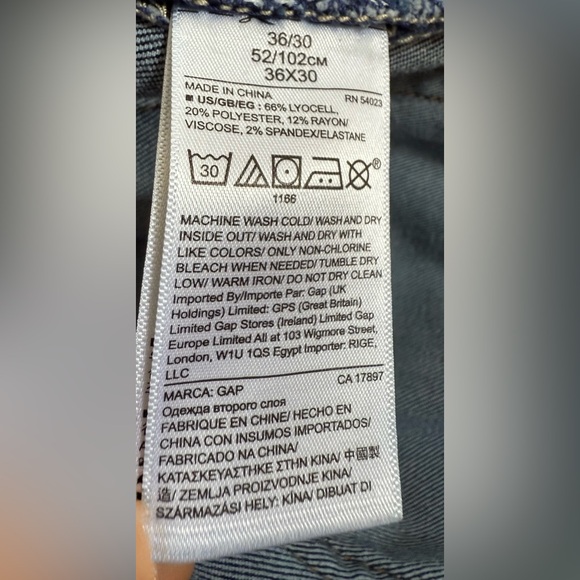 36/30
52/102CM
36X30
MADE IN CHINA RN 54023
■ US/GB/EG : 66% LYOCELL,
20% POLYESTER, 12% RAYON/
VISCOSE, 2% SPANDEX/ELASTANE
30
®
1166
MACHINE WASH COLD/ WASH AND DRY
INSIDE OUT/ WASH AND DRY WITH
LIKE COLORS/ ONLY NON-CHLORINE
BLEACH WHEN NEEDED/ TUMBLE DRY
LOW/ WARM IRON/ DO NOT DRY CLEAN
Imported By/Importe Par: Gap (UK
Holdings) Limited: GPS (Great Britain)
Limited Gap Stores (Ireland) Limited Gap
Europe Limited All at 103 Wigmore Street,
London, W1U 1QS Egypt Importer: RIGE,
LLC
MARCA: GAP CA 17897
Одежда второго слоя
FABRIQUE EN CHINE/ HECHO EN
CHINA CON INSUMOS IMPORTADOS/
FABRICADO NA CHINA/
ΚΑΤΑΣΚΕΥΑΣΤΗΚΕ ΣΤΗΝ ΚΙΝΑ/ 中國製
造/ ZEMLJA PROIZVODNJE KINA/
SZÁRMAZÁSI HELY: KÍNA/ DIBUAT DI